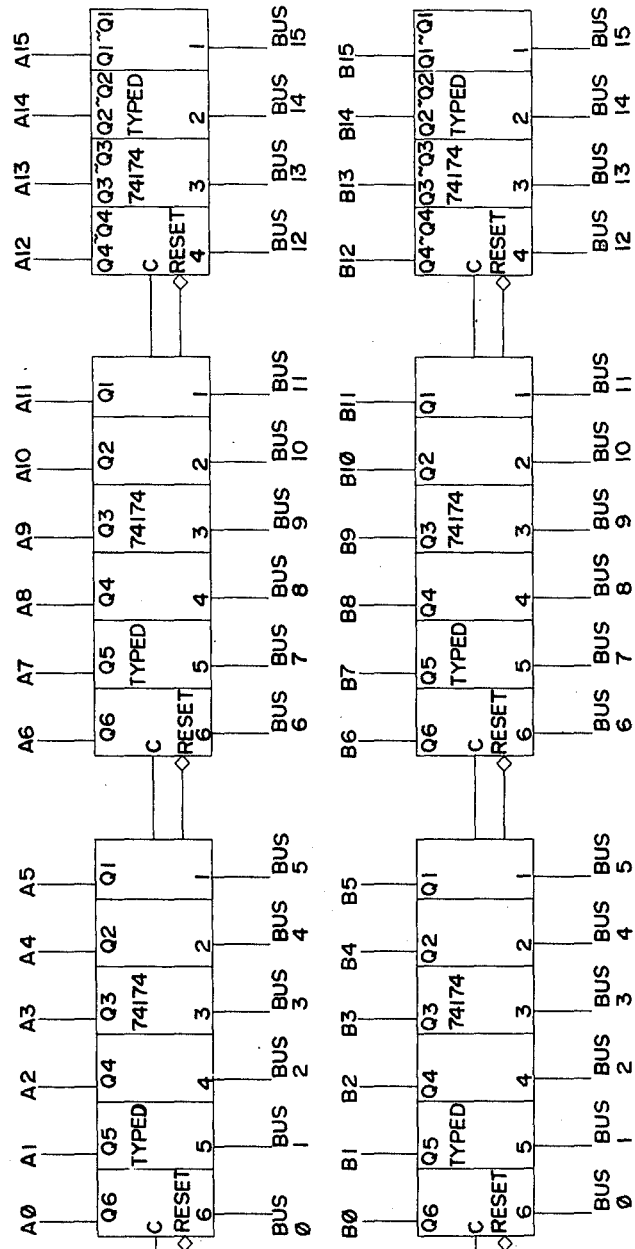 A0 A1 A2 A3 A4 A5 A6 A7 A8 A9 A10 A11 A12 A13 A14 A15
Q6 Q5 Q4 Q3 Q2 Q1 Q6 Q5 Q4 Q3 Q2 Q1 Q4 ~Q4 Q3 ~Q3 Q2 ~Q2 Q1 ~Q1
TYPED 74174 TYPED 74174 74174 TYPED
C C C
RESET RESET RESET
6 5 4 3 2 1 6 5 4 3 2 1 4 3 2 1
BUS BUS BUS BUS BUS BUS BUS BUS BUS BUS BUS BUS BUS BUS BUS BUS
0 1 2 3 4 5 6 7 8 9 10 11 12 13 14 15
B0 B1 B2 B3 B4 B5 B6 B7 B8 B9 B10 B11 B12 B13 B14 B15
Q6 Q5 Q4 Q3 Q2 Q1 Q6 Q5 Q4 Q3 Q2 Q1 Q4 ~Q4 Q3 ~Q3 Q2 ~Q2 Q1 ~Q1
TYPED 74174 TYPED 74174 74174 TYPED
C C C
RESET RESET RESET
6 5 4 3 2 1 6 5 4 3 2 1 4 3 2 1
BUS BUS BUS BUS BUS BUS BUS BUS BUS BUS BUS BUS BUS BUS BUS BUS
0 1 2 3 4 5 6 7 8 9 10 11 12 13 14 15